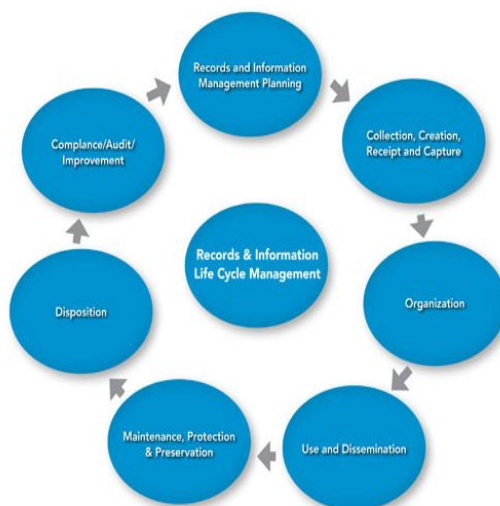 Records and Information
Management Planning
Collection, Creation,
Receipt and Capture
Organization
Use and Dissemination
Maintenance, Protection
& Preservation
Disposition
Compliance/Audit/
Improvement
Records & Information
Life Cycle Management